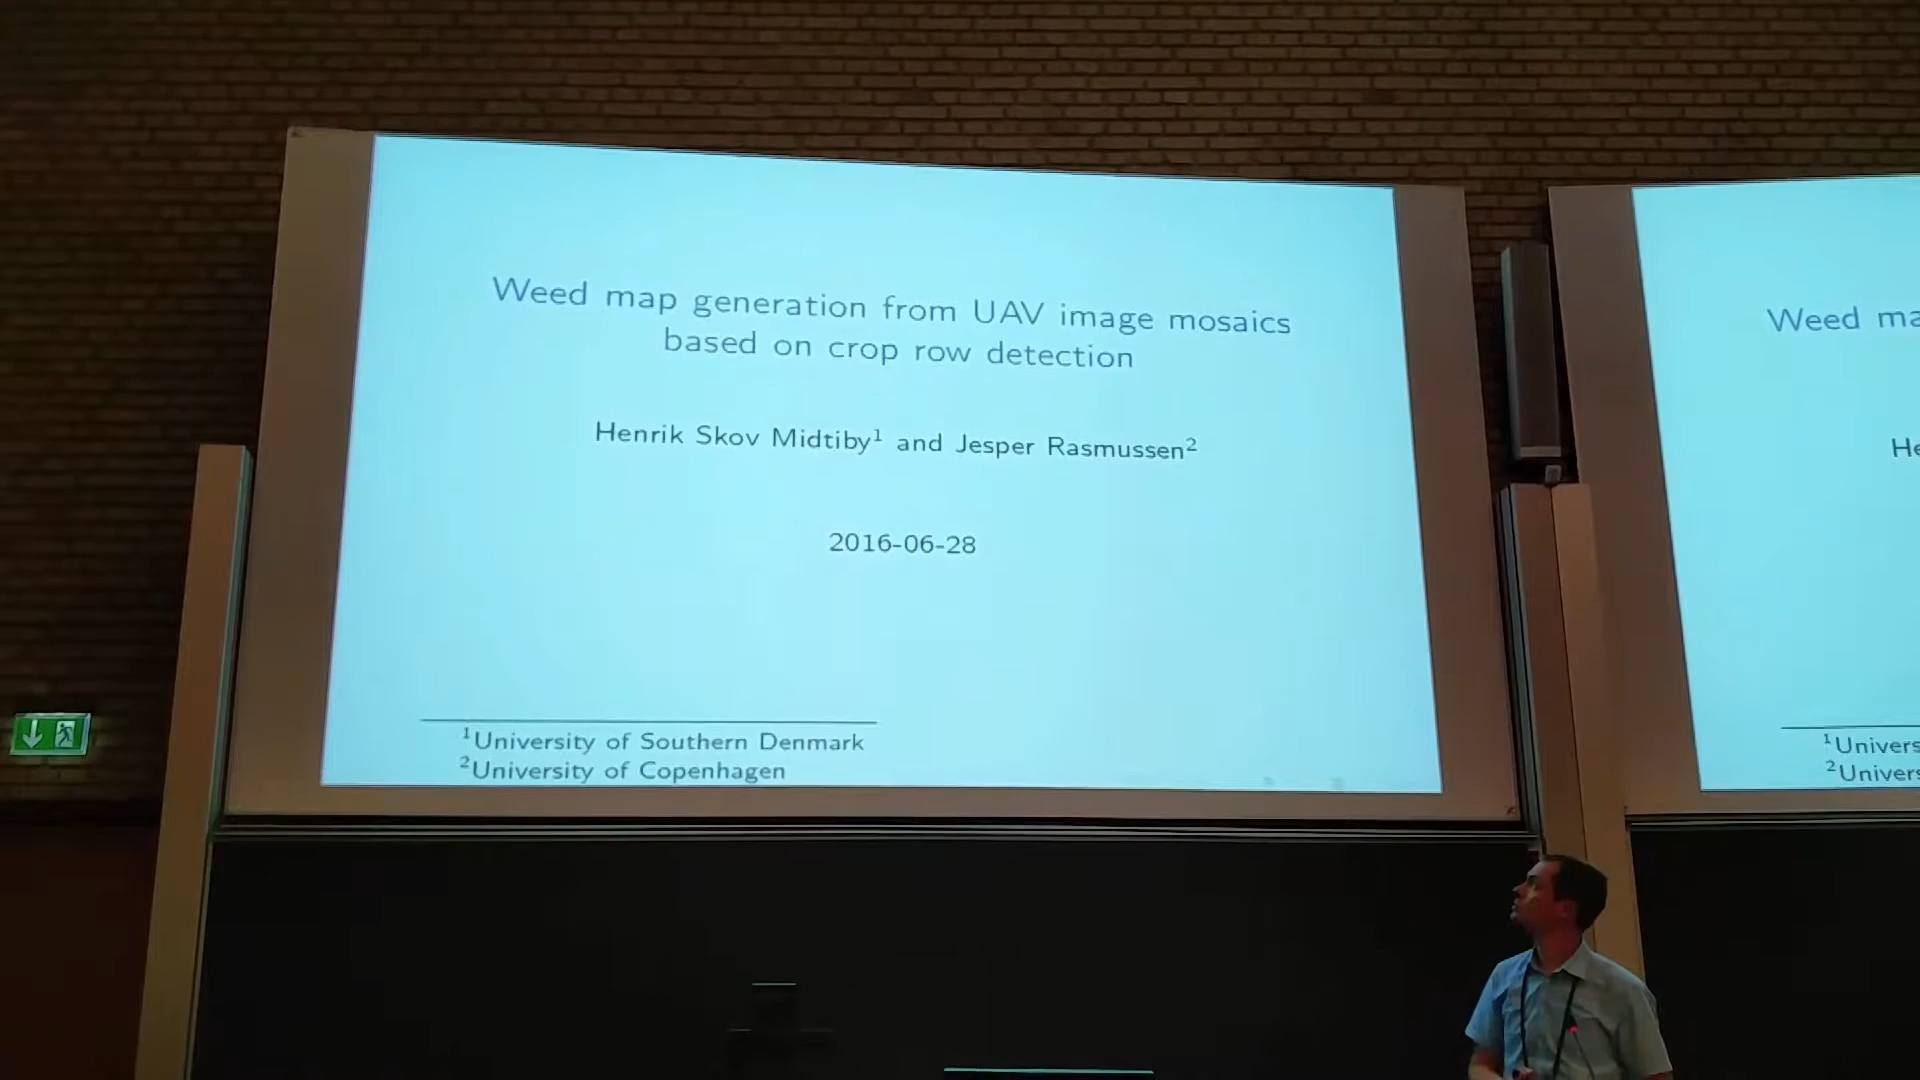 Weed map generation from UAV image mosaics
based on crop row detection
Henrik Skov Midtiby¹ and Jesper Rasmussen²
2016-06-28
¹University of Southern Denmark
²University of Copenhagen
Weed ma
He
¹Univers
²Univers